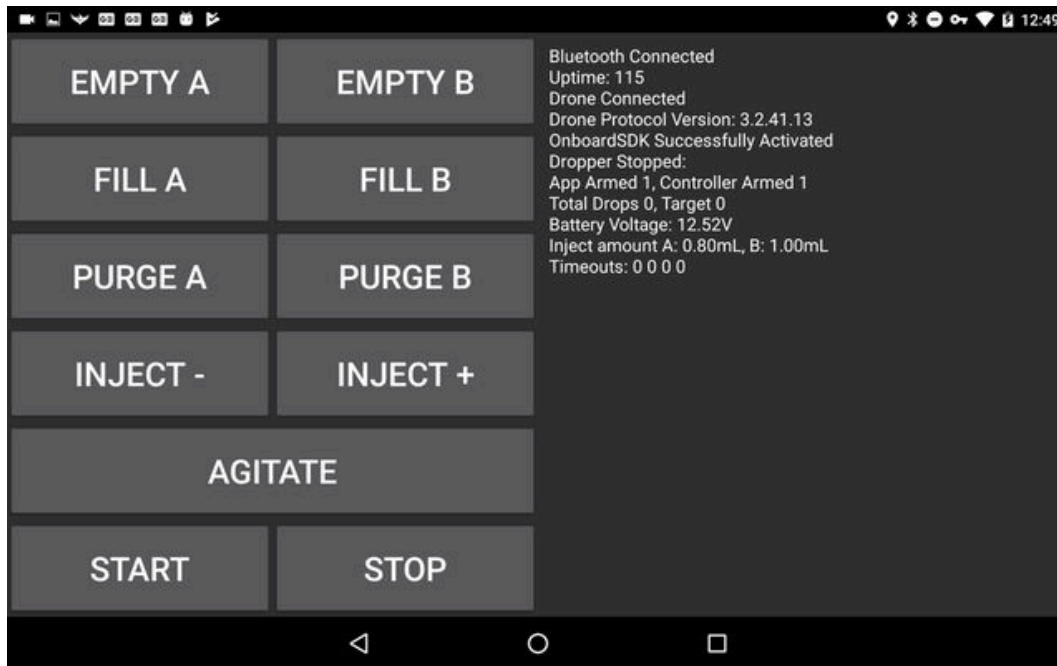 12:49
EMPTY A
EMPTY B
FILL A
FILL B
PURGE A
PURGE B
INJECT -
INJECT +
AGITATE
START
STOP
Bluetooth Connected
Uptime: 115
Drone Connected
Drone Protocol Version: 3.2.41.13
OnboardSDK Successfully Activated
Dropper Stopped:
App Armed 1, Controller Armed 1
Total Drops 0, Target 0
Battery Voltage: 12.52V
Inject amount A: 0.80mL, B: 1.00mL
Timeouts: 0 0 0 0